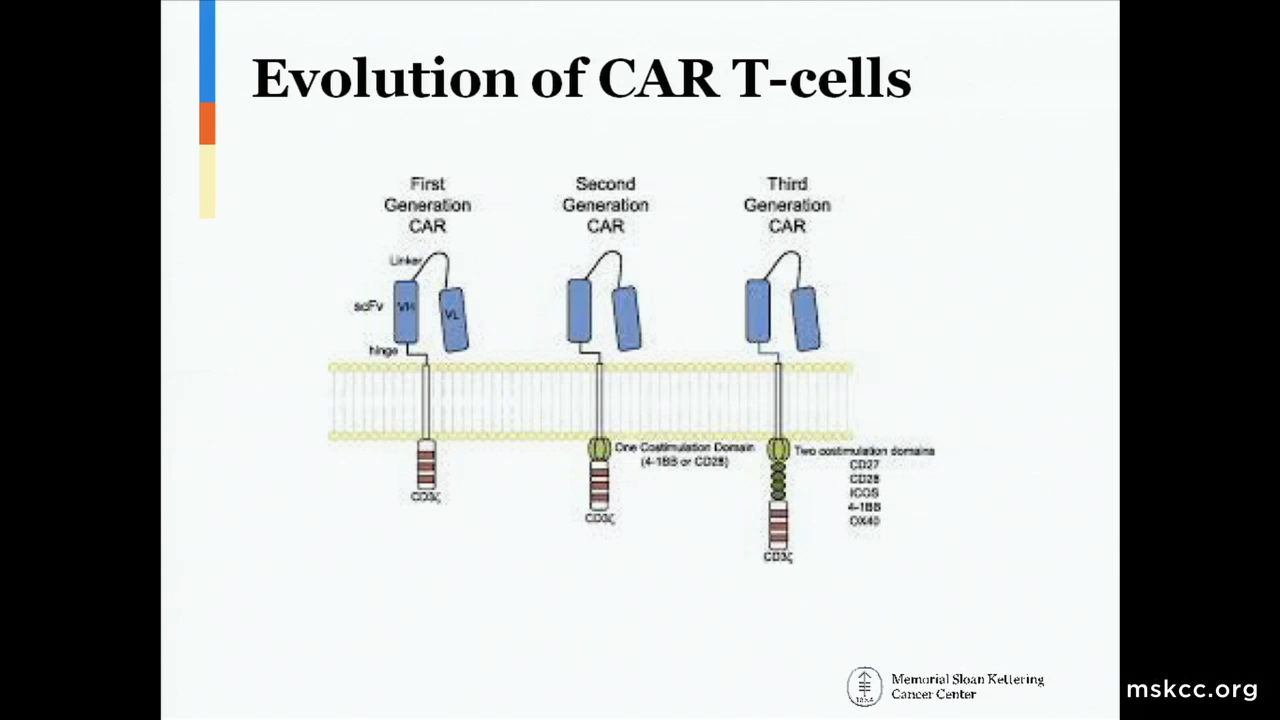 Evolution of CAR T-cells
First
Generation
CAR
Second
Generation
CAR
Third
Generation
CAR
Linker
scFv
VH
VL
hinge
One Costimulation Domain
(4-1BB or CD28)
Two costimulation domains
CD27
CD28
ICOS
4-1BB
OX40
CD3ζ
CD3ζ
CD3ζ
Memorial Sloan Kettering
Cancer Center
1884
mskcc.org